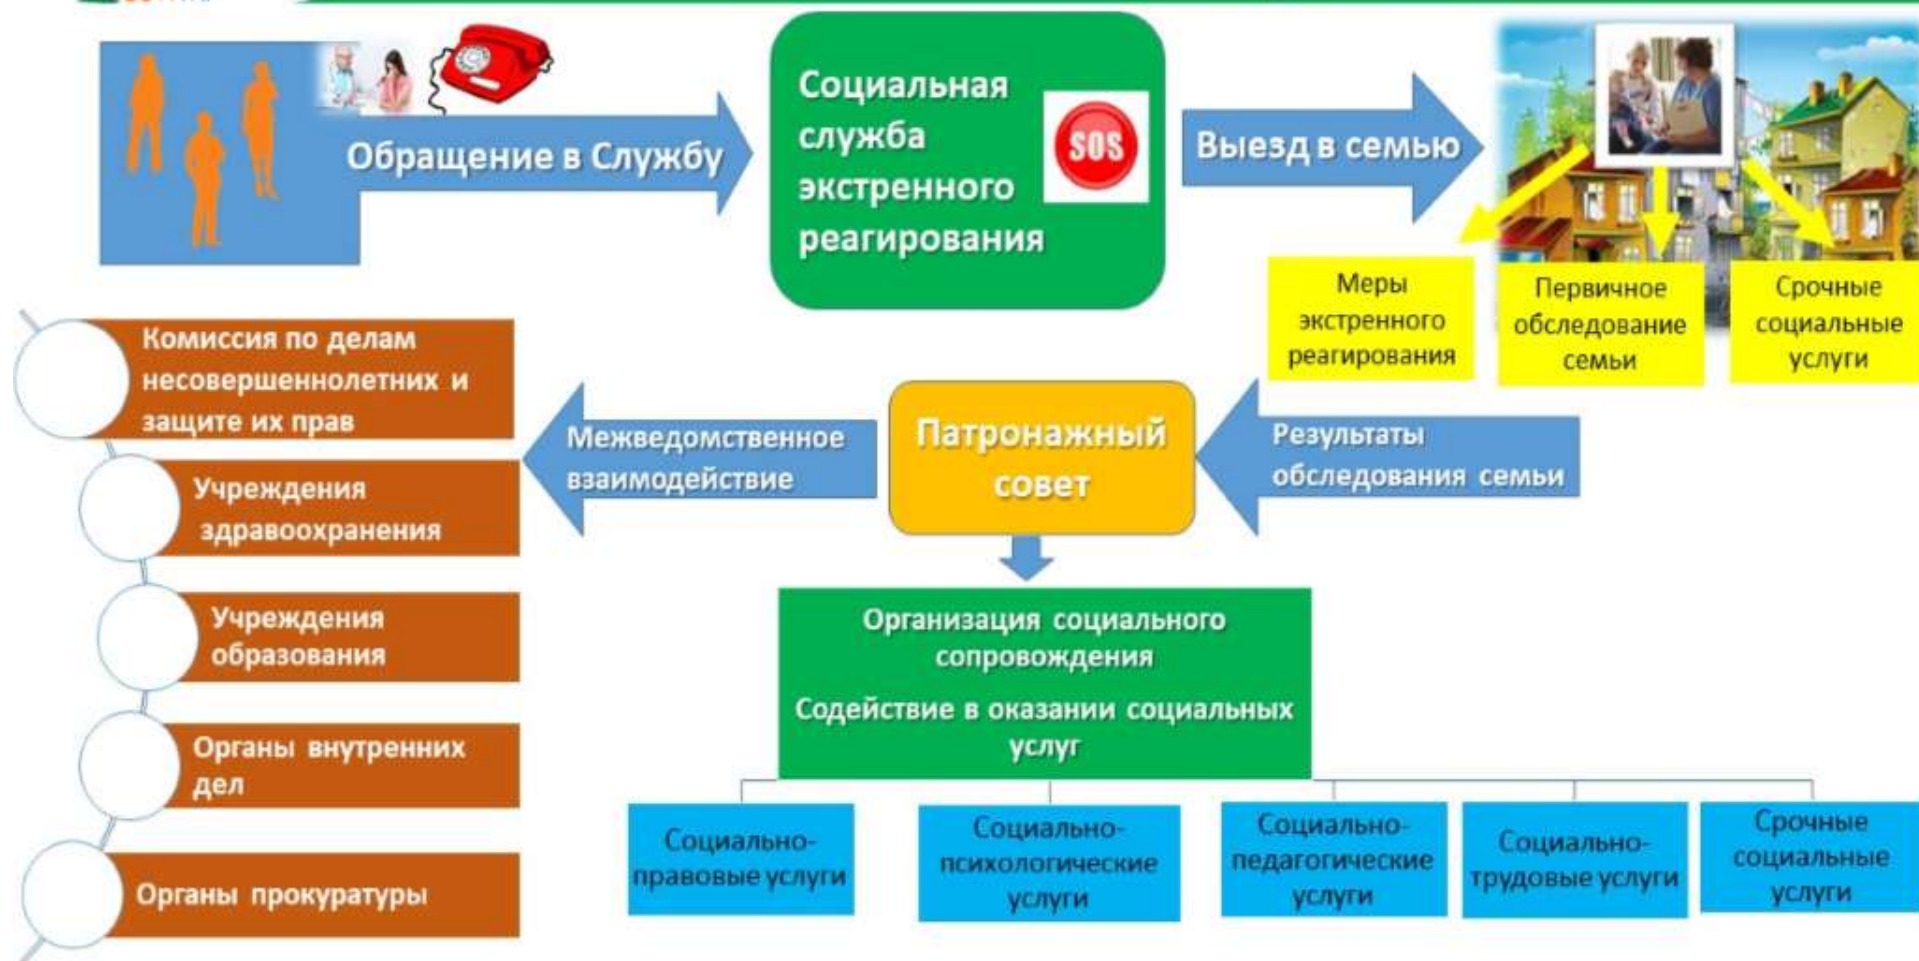 Обращение в Службу
Социальная
служба
экстренного
реагирования
SOS
Выезд в семью
Меры
экстренного
реагирования
Первичное
обследование
семьи
Срочные
социальные
услуги
Комиссия по делам
несовершеннолетних и
защите их прав
Учреждения
здравоохранения
Учреждения
образования
Органы внутренних
дел
Органы прокуратуры
Межведомственное
взаимодействие
Патронажный
совет
Результаты
обследования семьи
Организация социального
сопровождения
Содействие в оказании социальных
услуг
Социально-
правовые услуги
Социально-
психологические
услуги
Социально-
педагогические
услуги
Социально-
трудовые услуги
Срочные
социальные
услуги